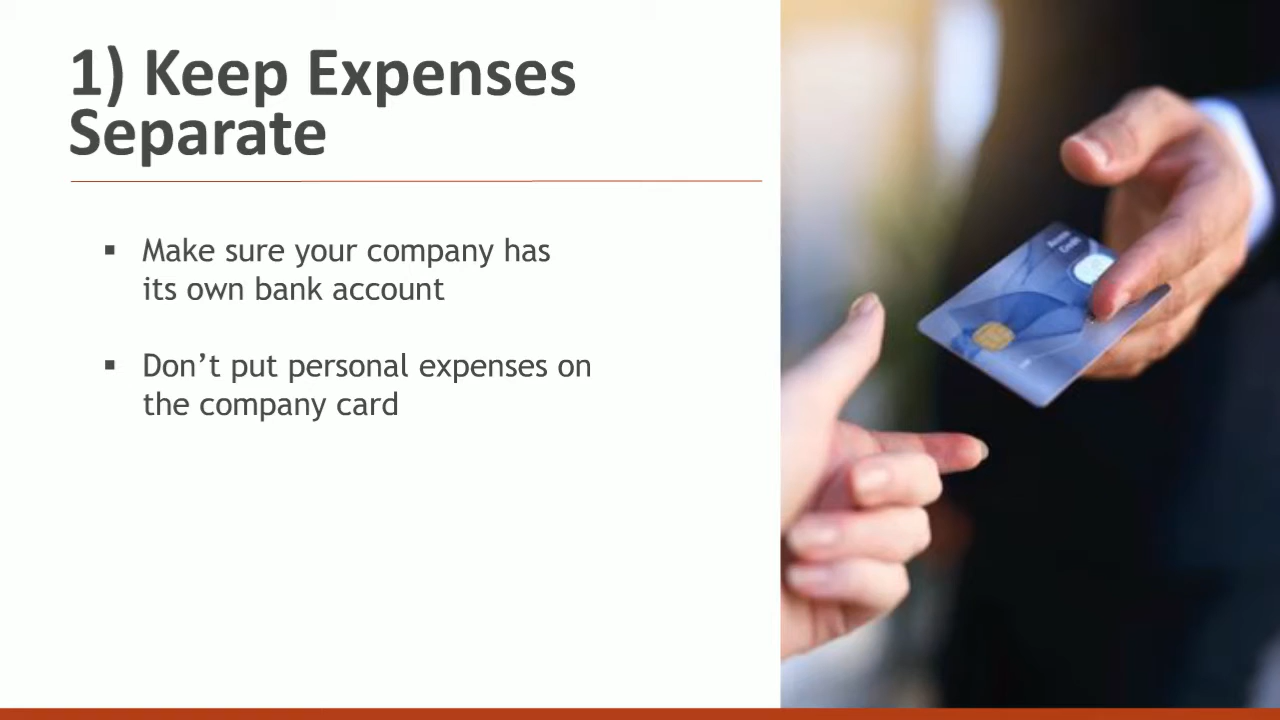 1) Keep Expenses
Separate
▪ Make sure your company has
its own bank account
▪ Don’t put personal expenses on
the company card